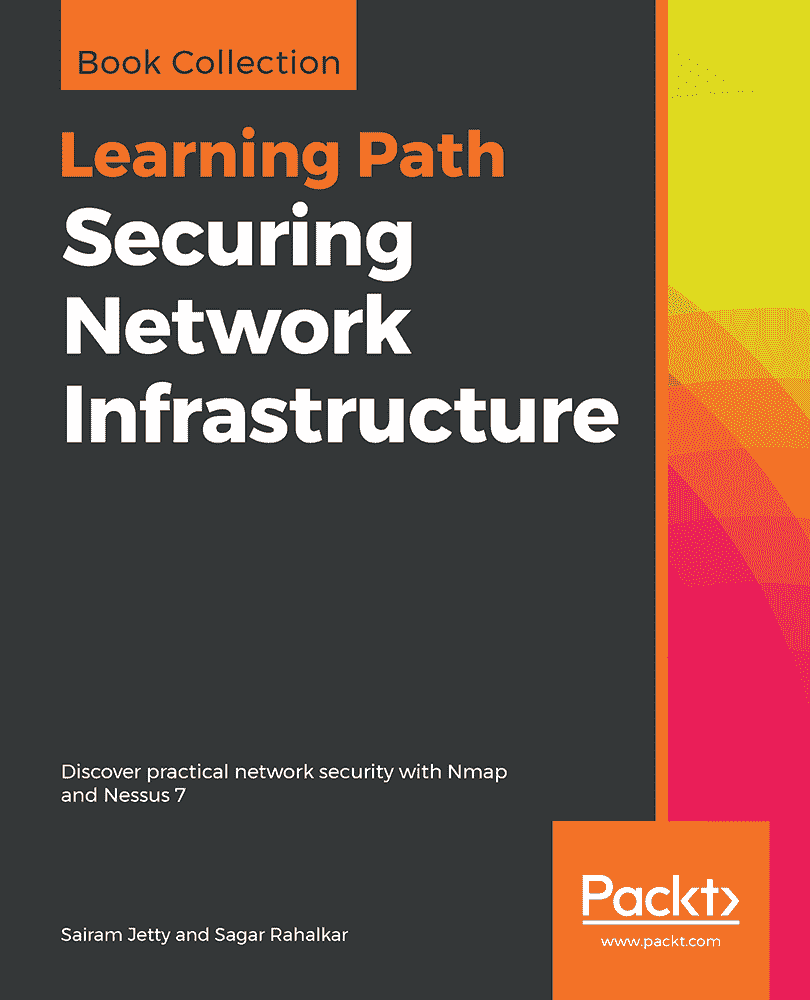 Book Collection
Learning Path
Securing
Network
Infrastructure
Discover practical network security with Nmap
and Nessus 7
Sairam Jetty and Sagar Rahalkar
Packt>
www.packt.com